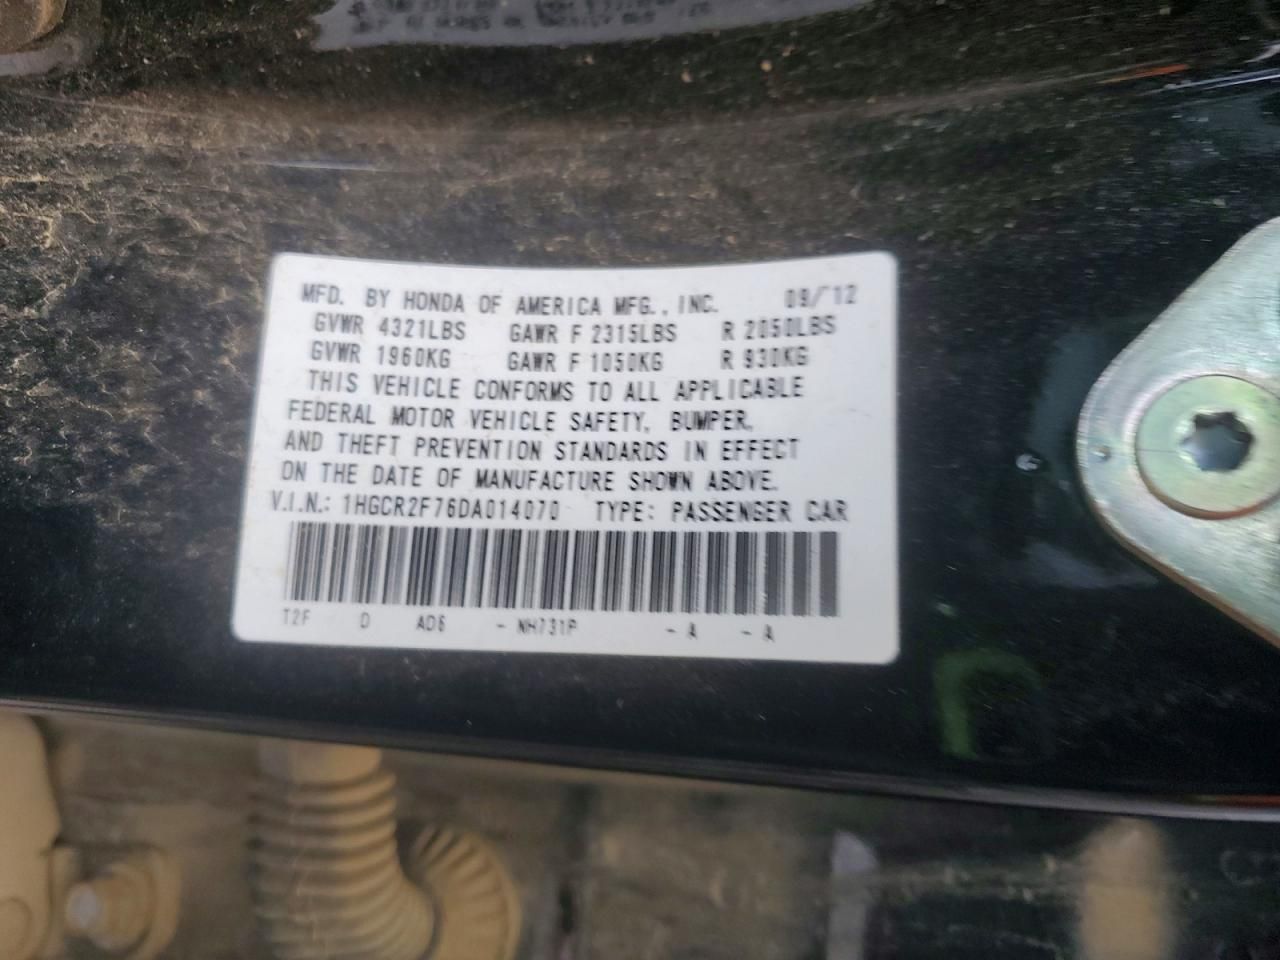 MFD. BY HONDA OF AMERICA MFG., INC. 09/12
GVWR 4321LBS GAWR F 2315LBS R 2050LBS
GVWR 1960KG GAWR F 1050KG R 930KG
THIS VEHICLE CONFORMS TO ALL APPLICABLE
FEDERAL MOTOR VEHICLE SAFETY, BUMPER,
AND THEFT PREVENTION STANDARDS IN EFFECT
ON THE DATE OF MANUFACTURE SHOWN ABOVE.
V.I.N.: 1HGCR2F76DA014070 TYPE: PASSENGER CAR
T2F D AD6 - NH731P - A - A